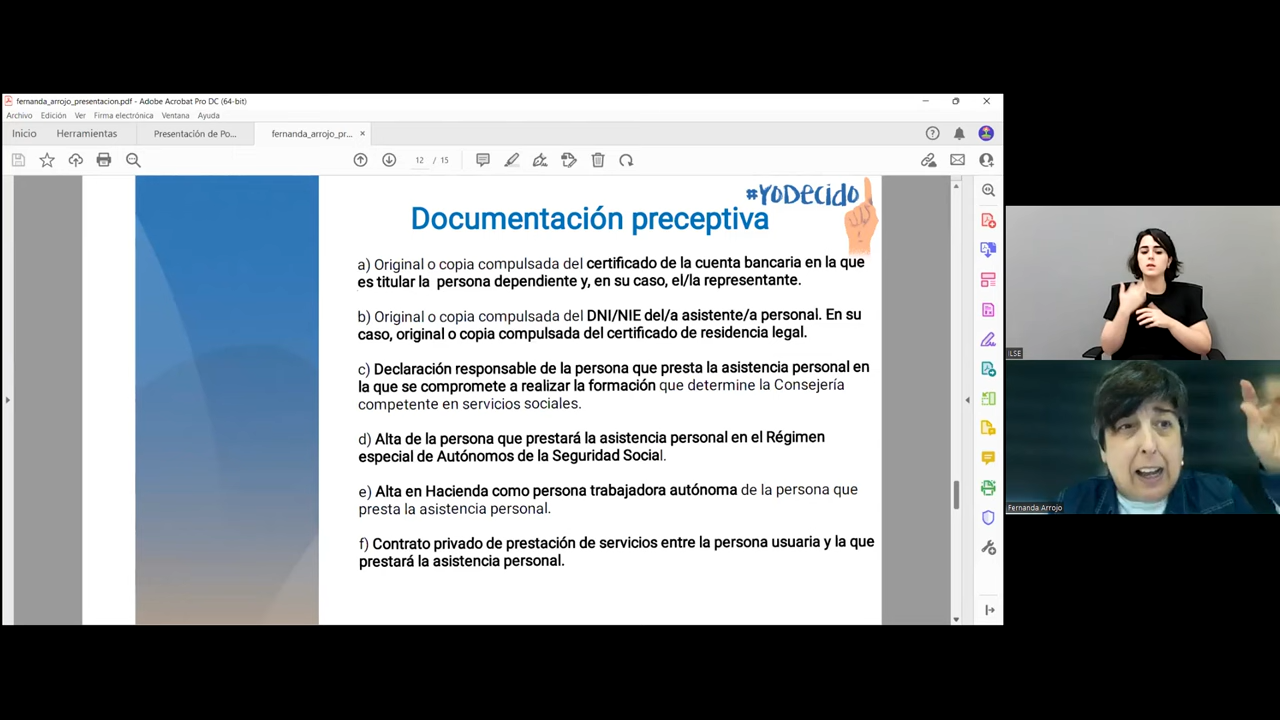 fernanda_arrojo_presentacion.pdf - Adobe Acrobat Pro DC (64-bit)
Archivo Edición Ver Firma electrónica Ventana Ayuda
Inicio Herramientas Presentación de Po... fernanda_arrojo_pr... ×
12 / 15
#YoDecido
Documentación preceptiva
a) Original o copia compulsada del certificado de la cuenta bancaria en la que
es titular la persona dependiente y, en su caso, el/la representante.
b) Original o copia compulsada del DNI/NIE del/a asistente/a personal. En su
caso, original o copia compulsada del certificado de residencia legal.
c) Declaración responsable de la persona que presta la asistencia personal en
la que se compromete a realizar la formación que determine la Consejería
competente en servicios sociales.
d) Alta de la persona que prestará la asistencia personal en el Régimen
especial de Autónomos de la Seguridad Social.
e) Alta en Hacienda como persona trabajadora autónoma de la persona que
presta la asistencia personal.
f) Contrato privado de prestación de servicios entre la persona usuaria y la que
prestará la asistencia personal.
ILSE
Fernanda Arrojo